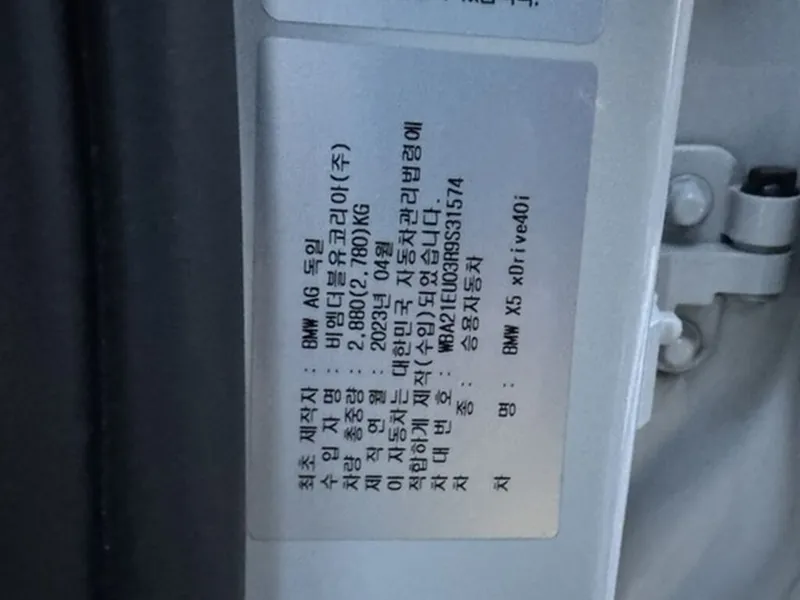 최초 제작자 : BMW AG 독일
수 입 자 명 : 비엠더블유코리아(주)
차량 총중량 : 2,880(2,780)KG
제 작 연 월 : 2023년 04월
이 자동차는 대한민국 자동차관리법령에
적합하게 제작(수입)되었습니다.
차 대 번 호 : WBA21EU03R9S31574
차 종 : 승용자동차
차 명 : BMW X5 xDrive40i